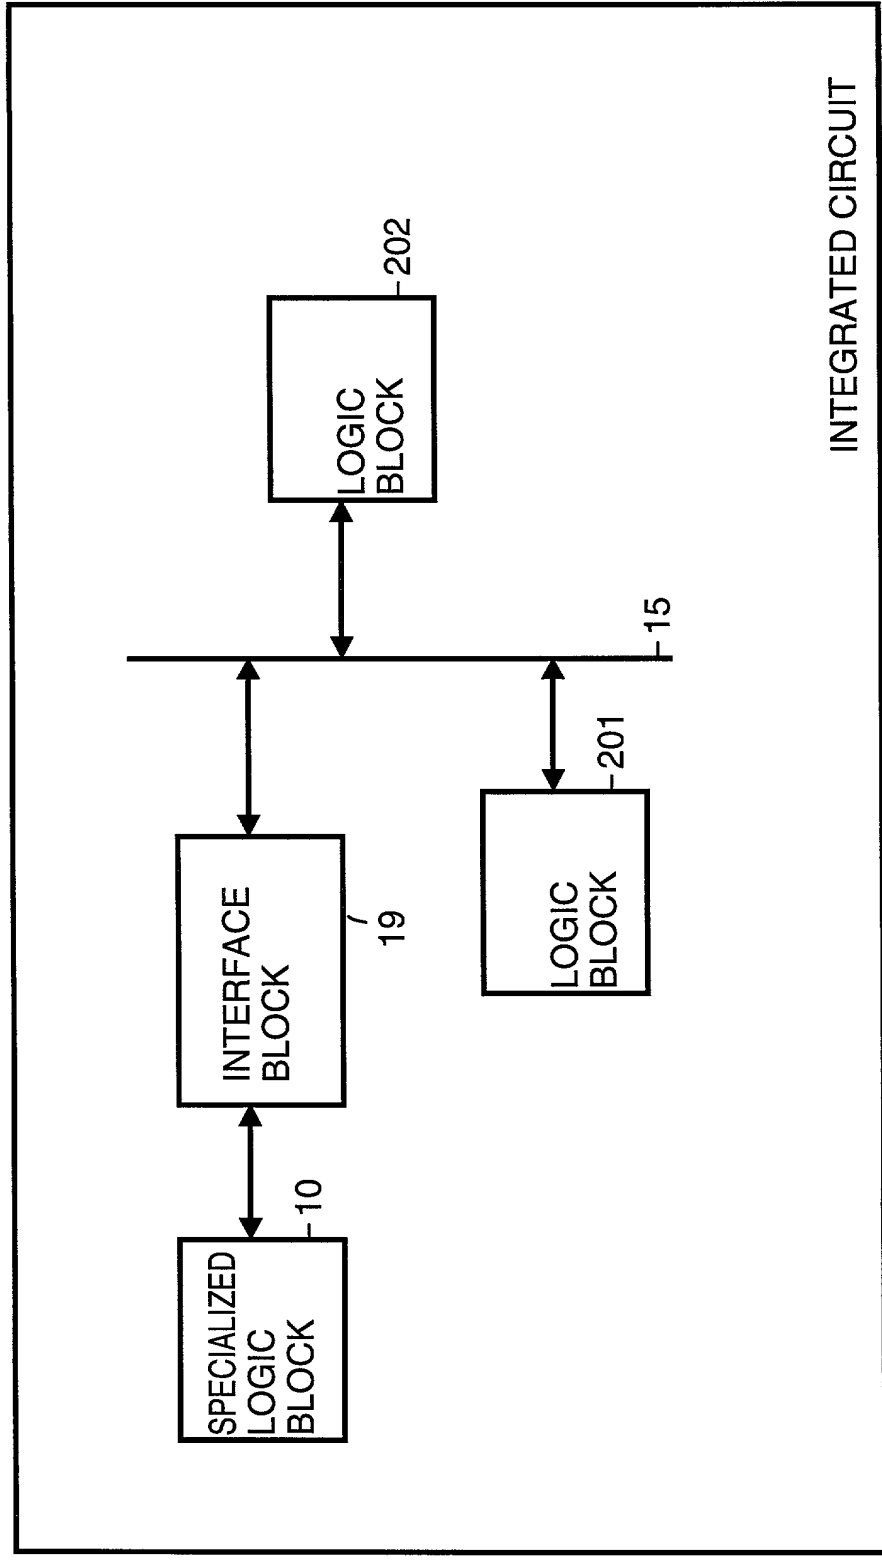 SPECIALIZED
LOGIC
BLOCK
10
INTERFACE
BLOCK
19
LOGIC
BLOCK
201
15
LOGIC
BLOCK
202
INTEGRATED CIRCUIT